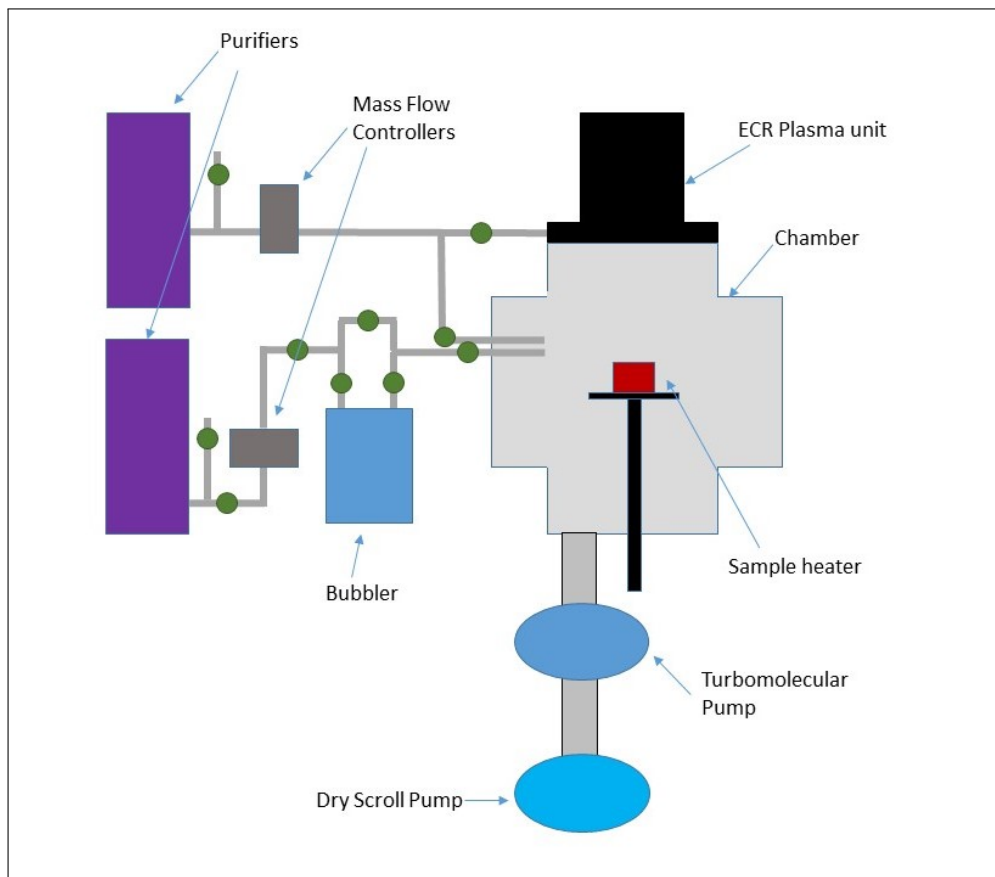 Purifiers
Mass Flow
Controllers
ECR Plasma unit
Chamber
Sample heater
Bubbler
Turbomolecular
Pump
Dry Scroll Pump